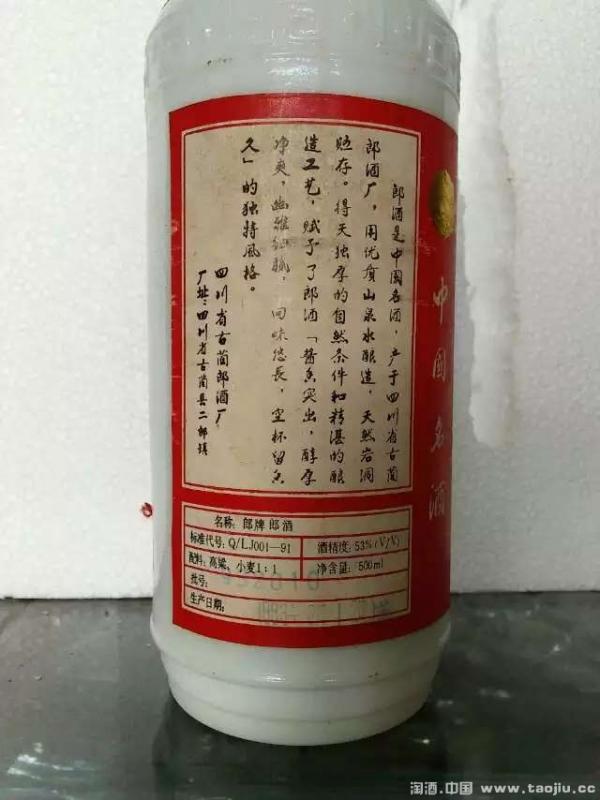 郎酒是中国名酒，产于四川省古蔺
郎酒厂，用优质山泉水酿造，天然岩洞
贮存。得天独厚的自然条件和精湛的酿
造工艺，赋予了郎酒「酱香突出，醇厚
净爽，幽雅细腻，回味悠長，空杯留香
久」的独特風格。
四川省古蔺郎酒厂
厂址：四川省古蔺县二郎镇
中國名酒
名称：郎牌郎酒
标准代号：Q/LJ001—91
酒精度：53%(V/V)
配料：高粱、小麦1:1
净含量：500ml
批号：
生产日期：
淘酒.中国 www.taojiu.cc